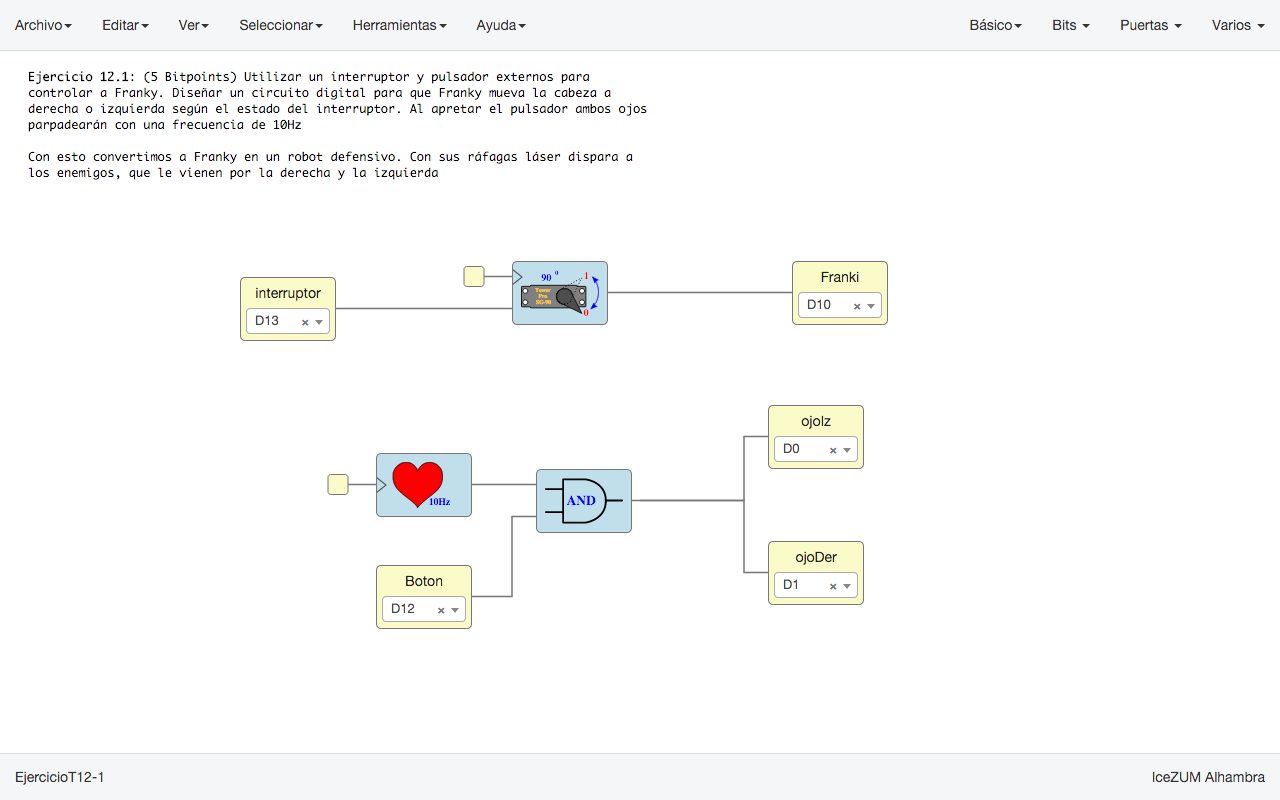 Archivo Editar Ver Seleccionar Herramientas Ayuda Básico Bits Puertas Varios
Ejercicio 12.1: (5 Bitpoints) Utilizar un interruptor y pulsador externos para
controlar a Franky. Diseñar un circuito digital para que Franky mueva la cabeza a
derecha o izquierda según el estado del interruptor. Al apretar el pulsador ambos ojos
parpadearán con una frecuencia de 10Hz
Con esto convertimos a Franky en un robot defensivo. Con sus ráfagas láser dispara a
los enemigos, que le vienen por la derecha y la izquierda
interruptor
D13
90 º 1
Tower
Pro
SG-90
0
Franki
D10
ojoIz
D0
10Hz
AND
Boton
D12
ojoDer
D1
EjercicioT12-1 IceZUM Alhambra